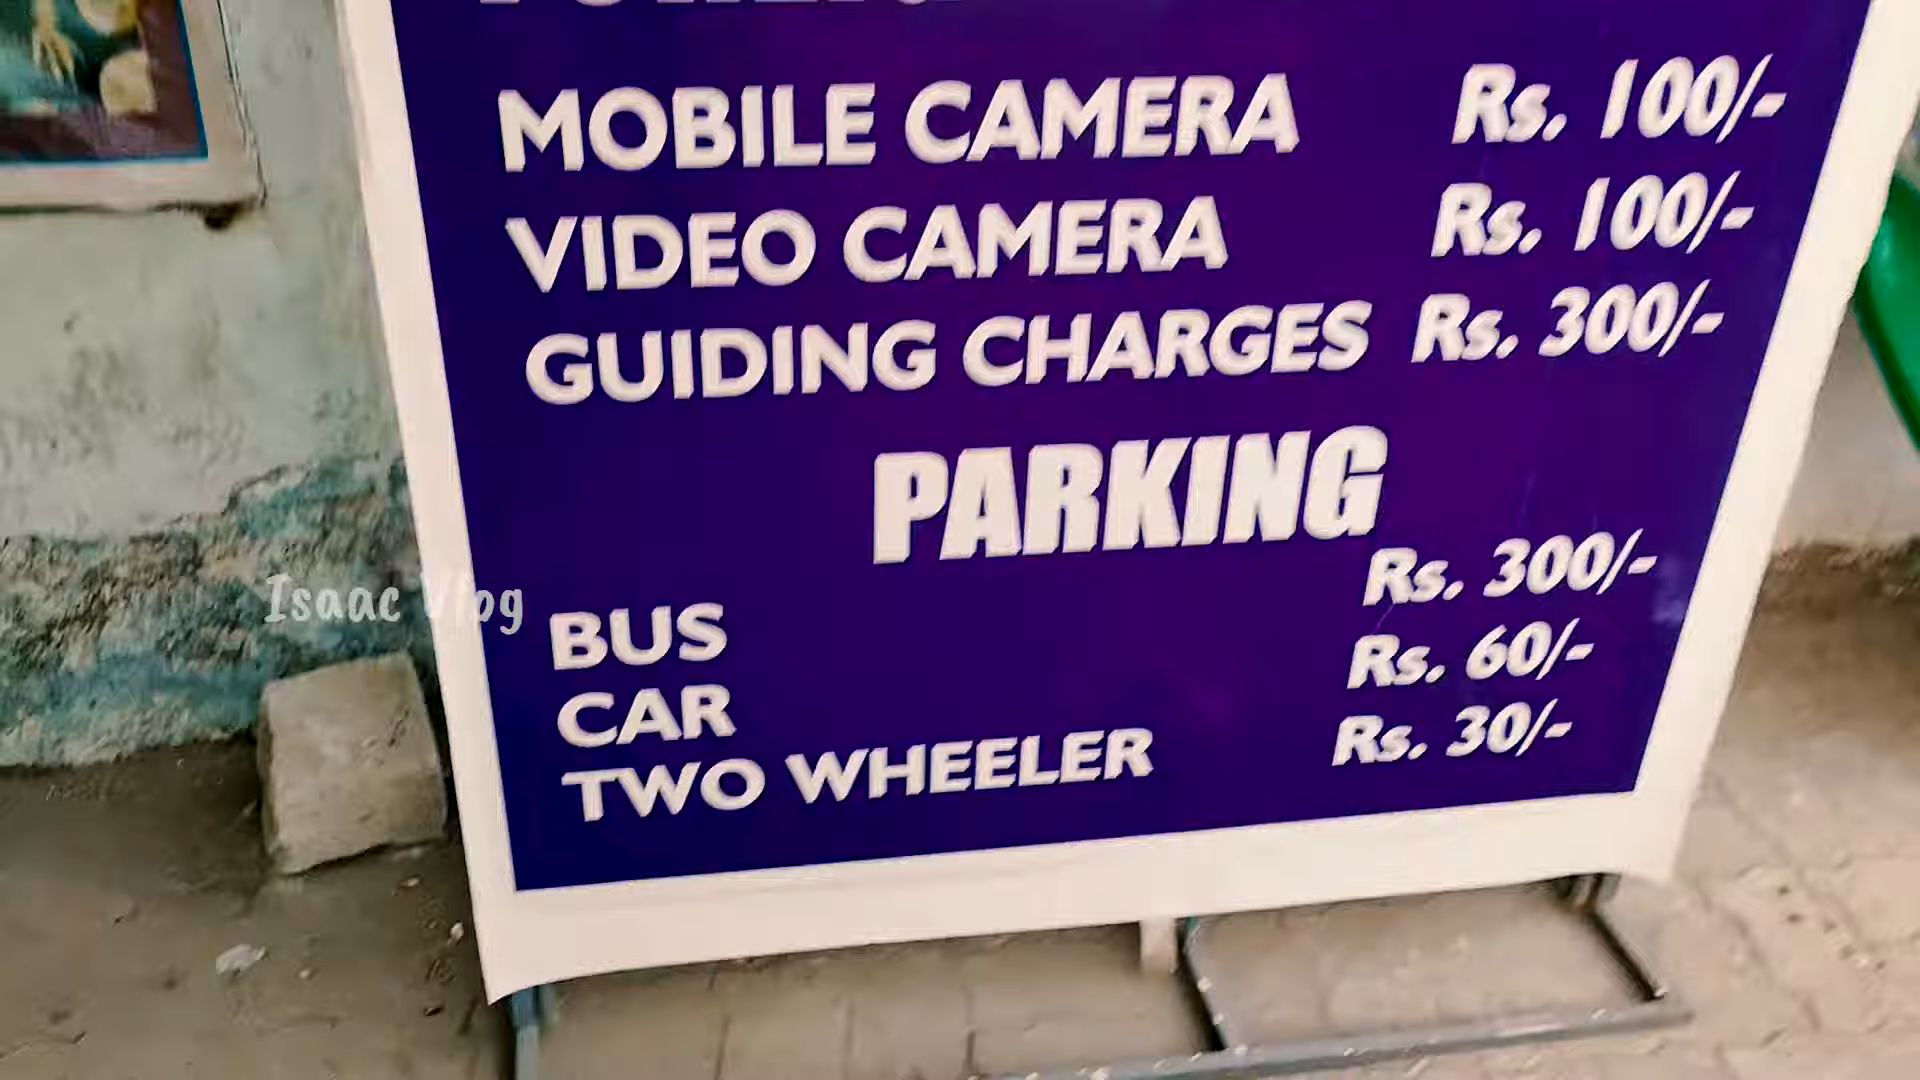 MOBILE CAMERA Rs. 100/-
VIDEO CAMERA Rs. 100/-
GUIDING CHARGES Rs. 300/-
PARKING
BUS Rs. 300/-
CAR Rs. 60/-
TWO WHEELER Rs. 30/-
Isaac Vlog